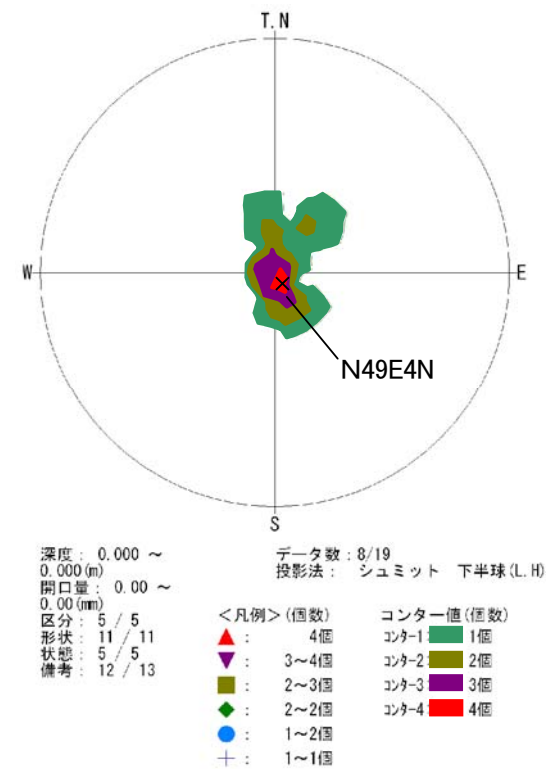 T.N
W
E
N49E4N
S
深度： 0.000 ～
0.000(m)
開口量： 0.00 ～
0.00(mm)
区分： 5 / 5
形状： 11 / 11
状態： 5 / 5
備考： 12 / 13
データ数：8/19
投影法： シュミット 下半球(L.H)
＜凡例＞(個数)
： 4個
： 3～4個
： 2～3個
： 2～2個
： 1～2個
： 1～1個
コンター値(個数)
ｺﾝﾀｰ-1 1個
ｺﾝﾀｰ-2 2個
ｺﾝﾀｰ-3 3個
ｺﾝﾀｰ-4 4個